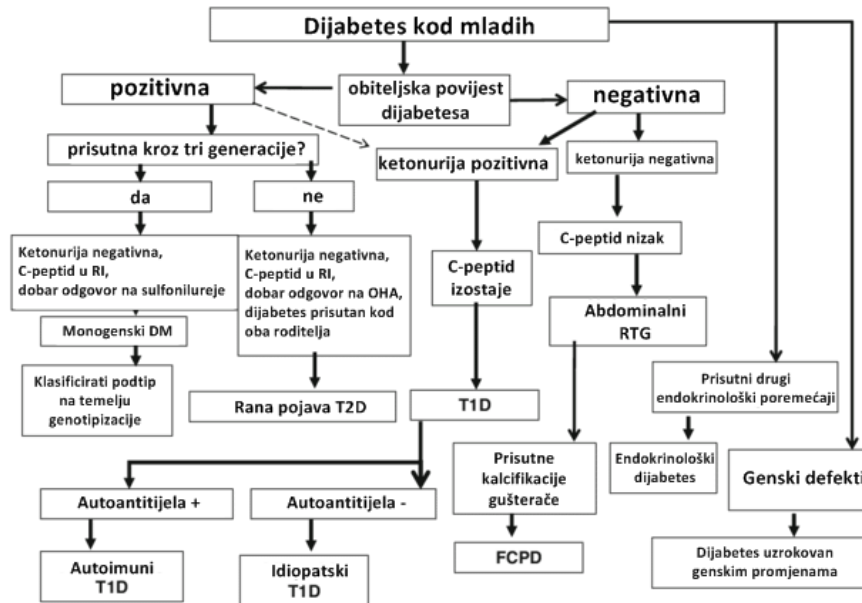 Dijabetes kod mladih
pozitivna
obiteljska povijest
dijabetesa
negativna
prisutna kroz tri generacije?
ketonurija pozitivna
ketonurija negativna
da
ne
C-peptid nizak
Ketonurija negativna,
C-peptid u RI,
dobar odgovor na sulfonilureje
Ketonurija negativna,
C-peptid u RI,
dobar odgovor na OHA,
dijabetes prisutan kod
oba roditelja
C-peptid
izostaje
Abdominalni
RTG
Monogenski DM
Klasificirati podtip
na temelju
genotipizacije
Rana pojava T2D
T1D
Prisutni drugi
endokrinološki poremećaji
Prisutne
kalcifikacije
gušterače
Endokrinološki
dijabetes
Genski defekti
Autoantitijela +
Autoantitijela -
Autoimuni
T1D
Idiopatski
T1D
FCPD
Dijabetes uzrokovan
genskim promjenama